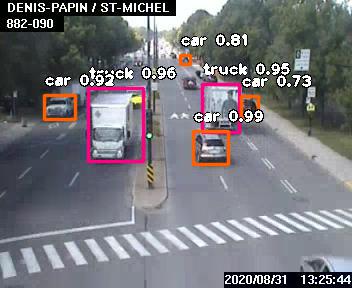 DENIS-PAPIN / ST-MICHEL
882-090
car 0.81
car 0.92
truck 0.96
truck 0.95
car 0.73
car 0.99
2020/08/31 13:25:44